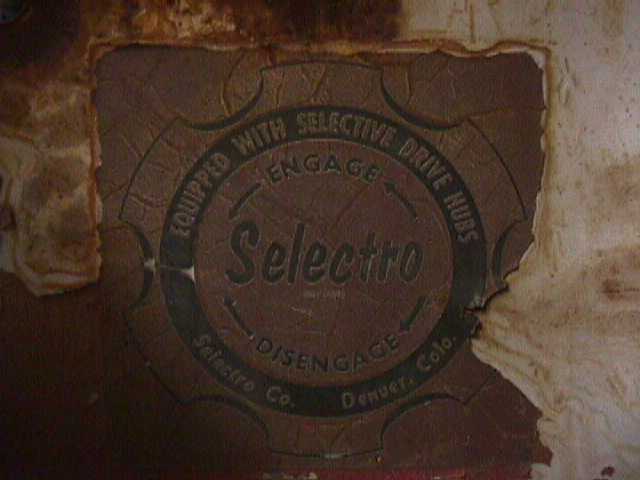 EQUIPPED WITH SELECTIVE DRIVE HUBS
ENGAGE
Selectro
DISENGAGE
Selectro Co. Denver, Colo.